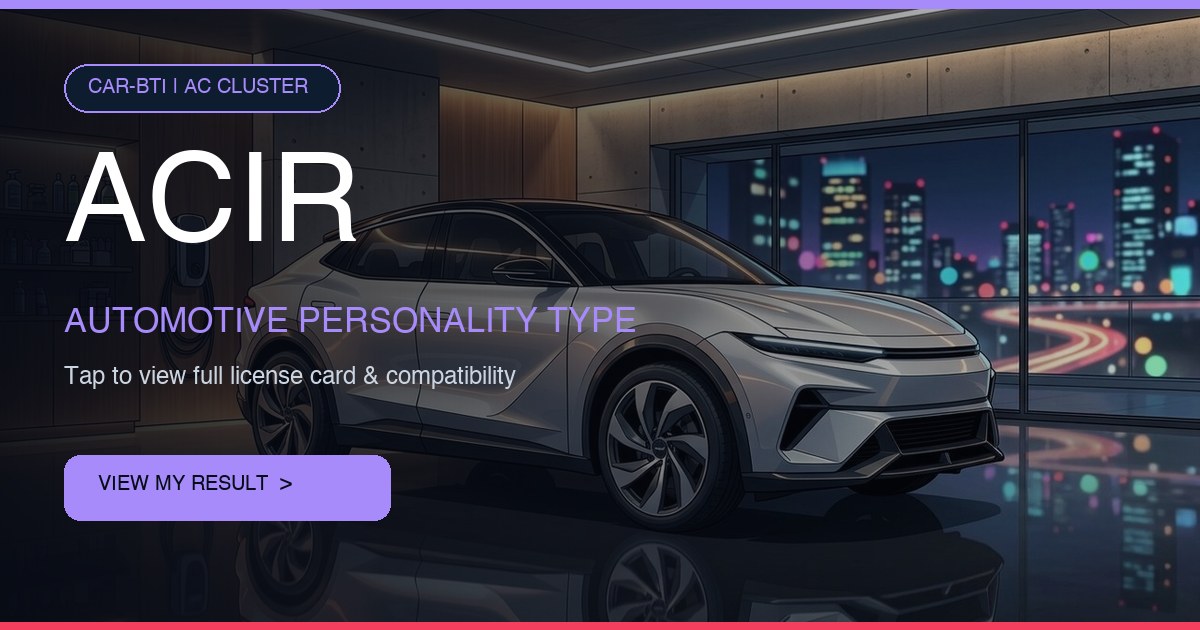 CAR-BTI | AC CLUSTER
ACIR
AUTOMOTIVE PERSONALITY TYPE
Tap to view full license card & compatibility
VIEW MY RESULT >